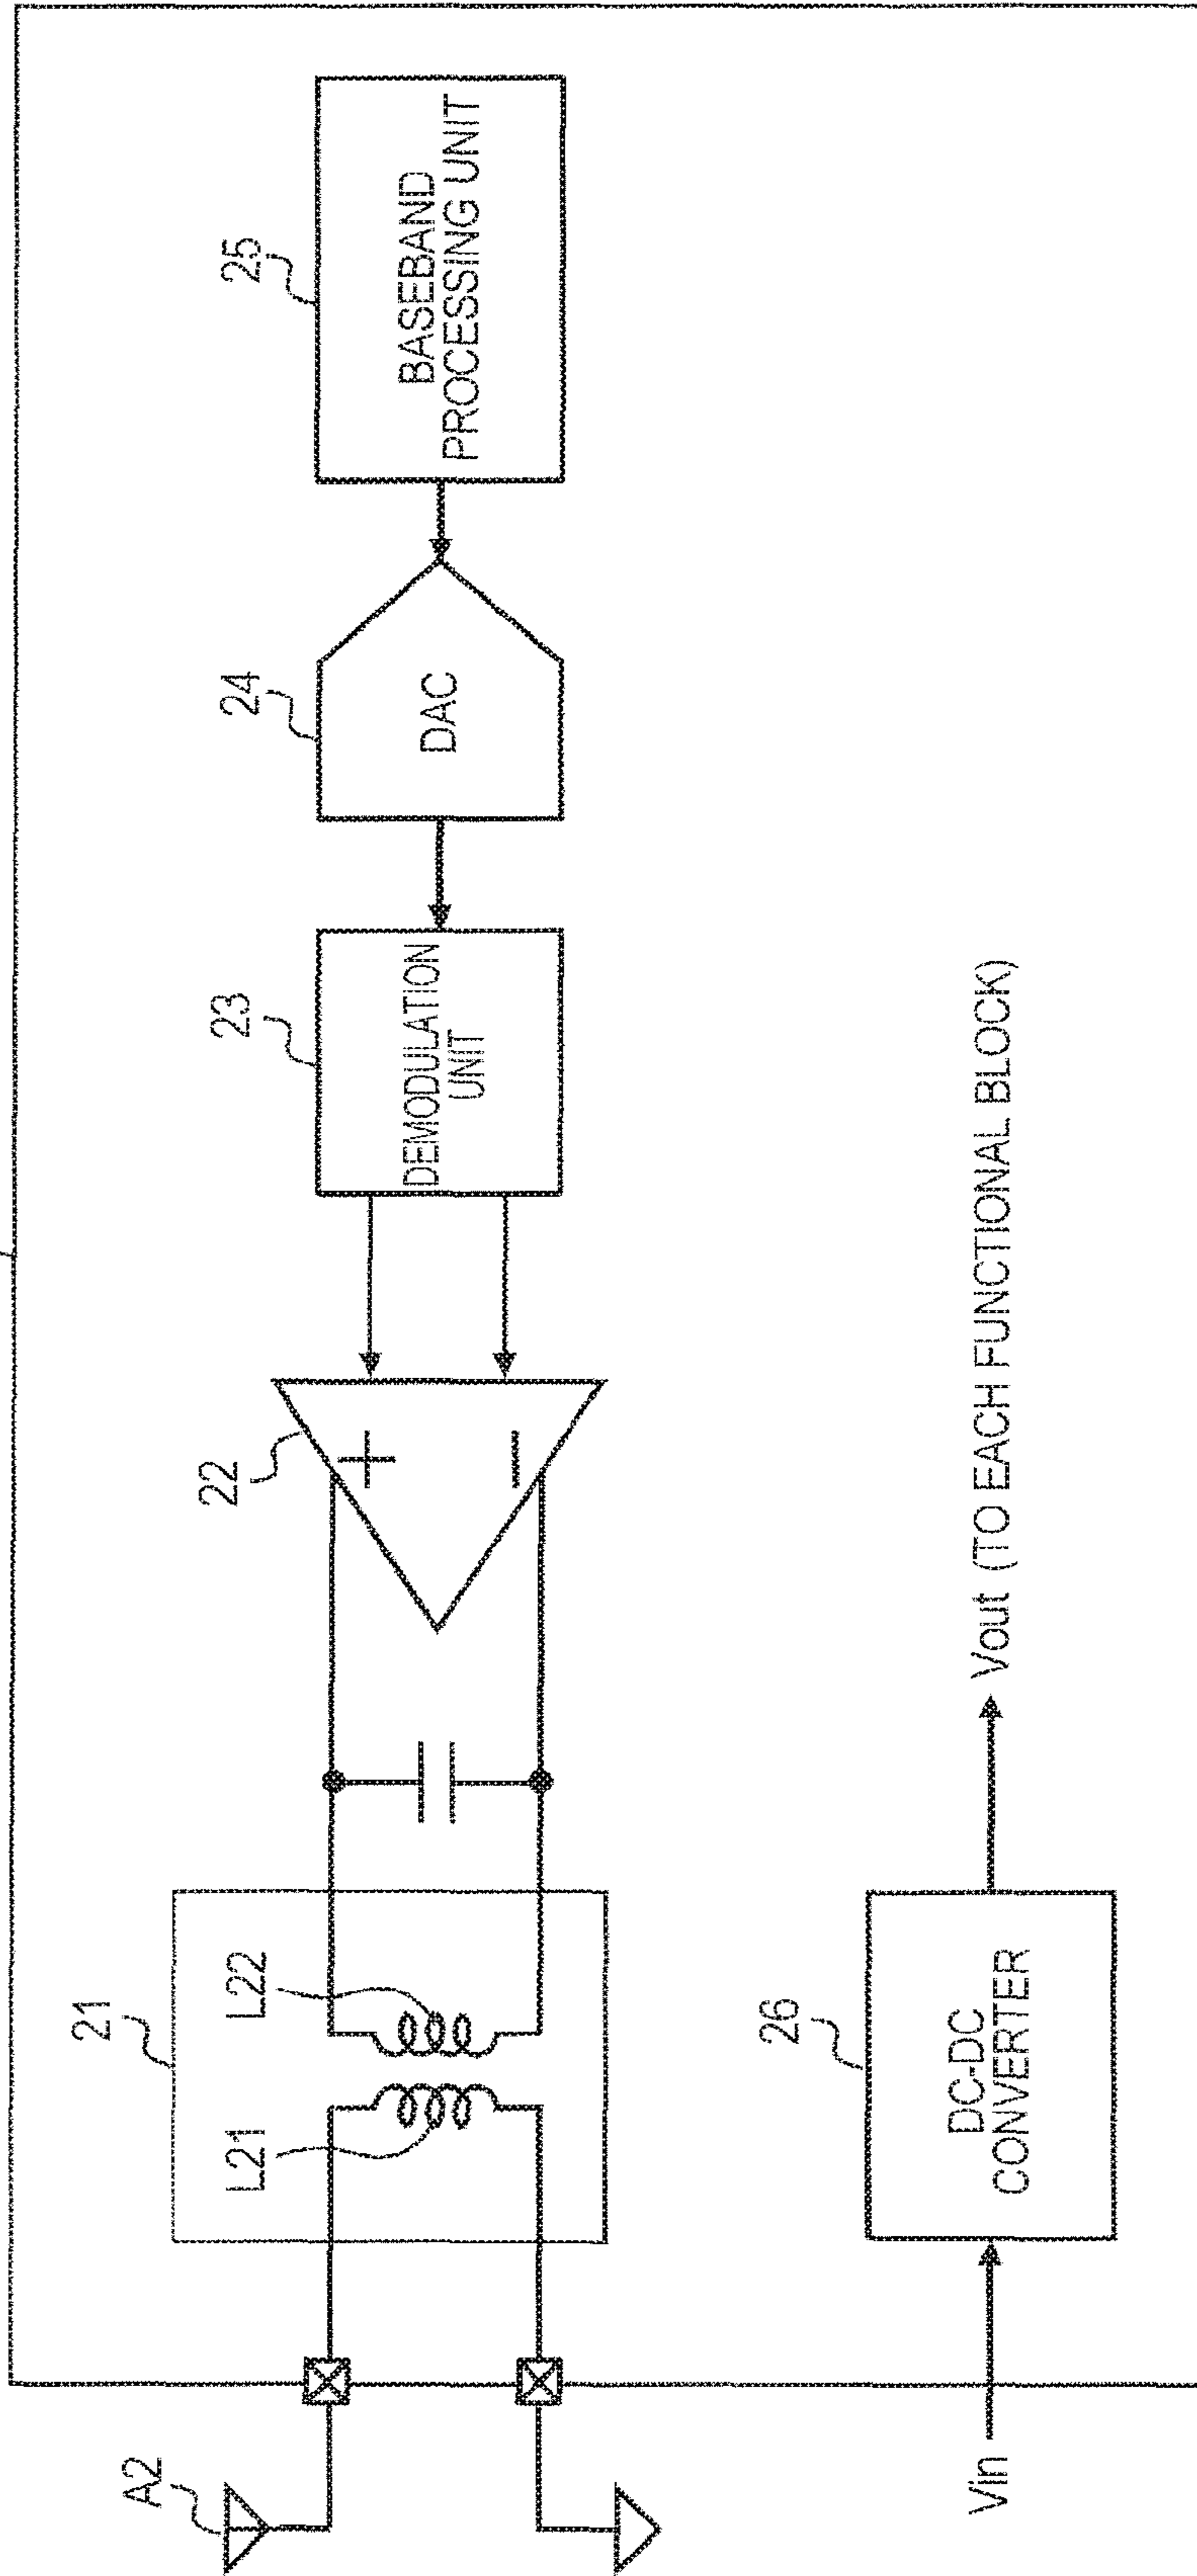 A2
21
L21
L22
22
+
−
23
DEMODULATION
UNIT
24
DAC
25
BASEBAND
PROCESSING UNIT
Vin
26
DC-DC
CONVERTER
Vout (TO EACH FUNCTIONAL BLOCK)